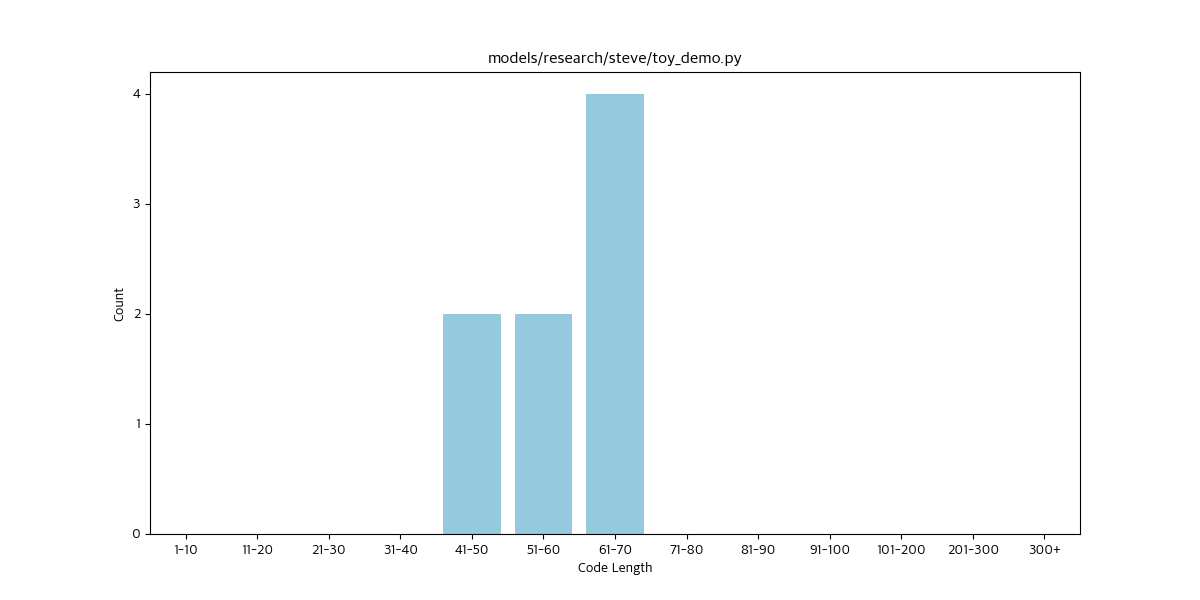 models/research/steve/toy_demo.py
4
3
Count
2
1
0
1-10 11-20 21-30 31-40 41-50 51-60 61-70 71-80 81-90 91-100 101-200 201-300 300+
Code Length